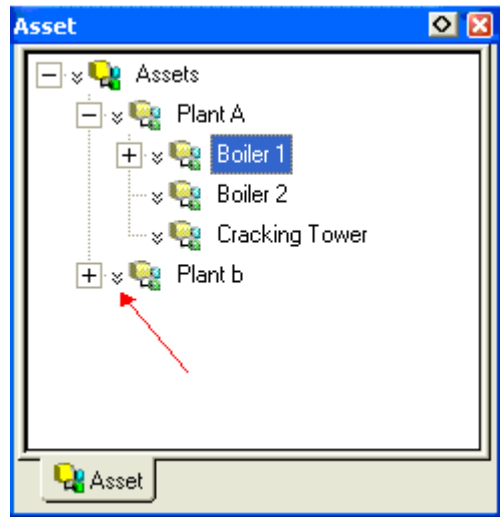 Asset
Assets
Plant A
Boiler 1
Boiler 2
Cracking Tower
Plant b
Asset